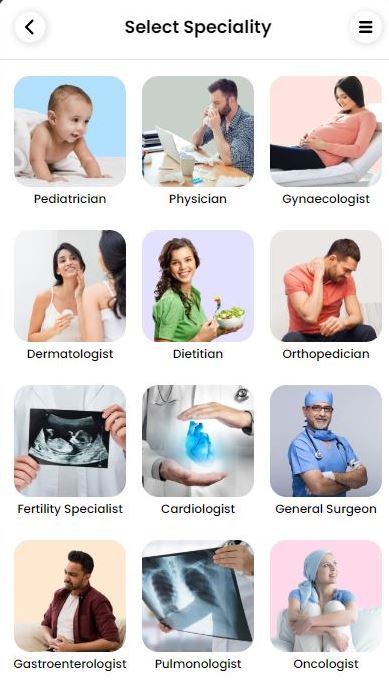 Select Speciality
Pediatrician
Physician
Gynaecologist
Dermatologist
Dietitian
Orthopedician
Fertility Specialist
Cardiologist
General Surgeon
Gastroenterologist
Pulmonologist
Oncologist